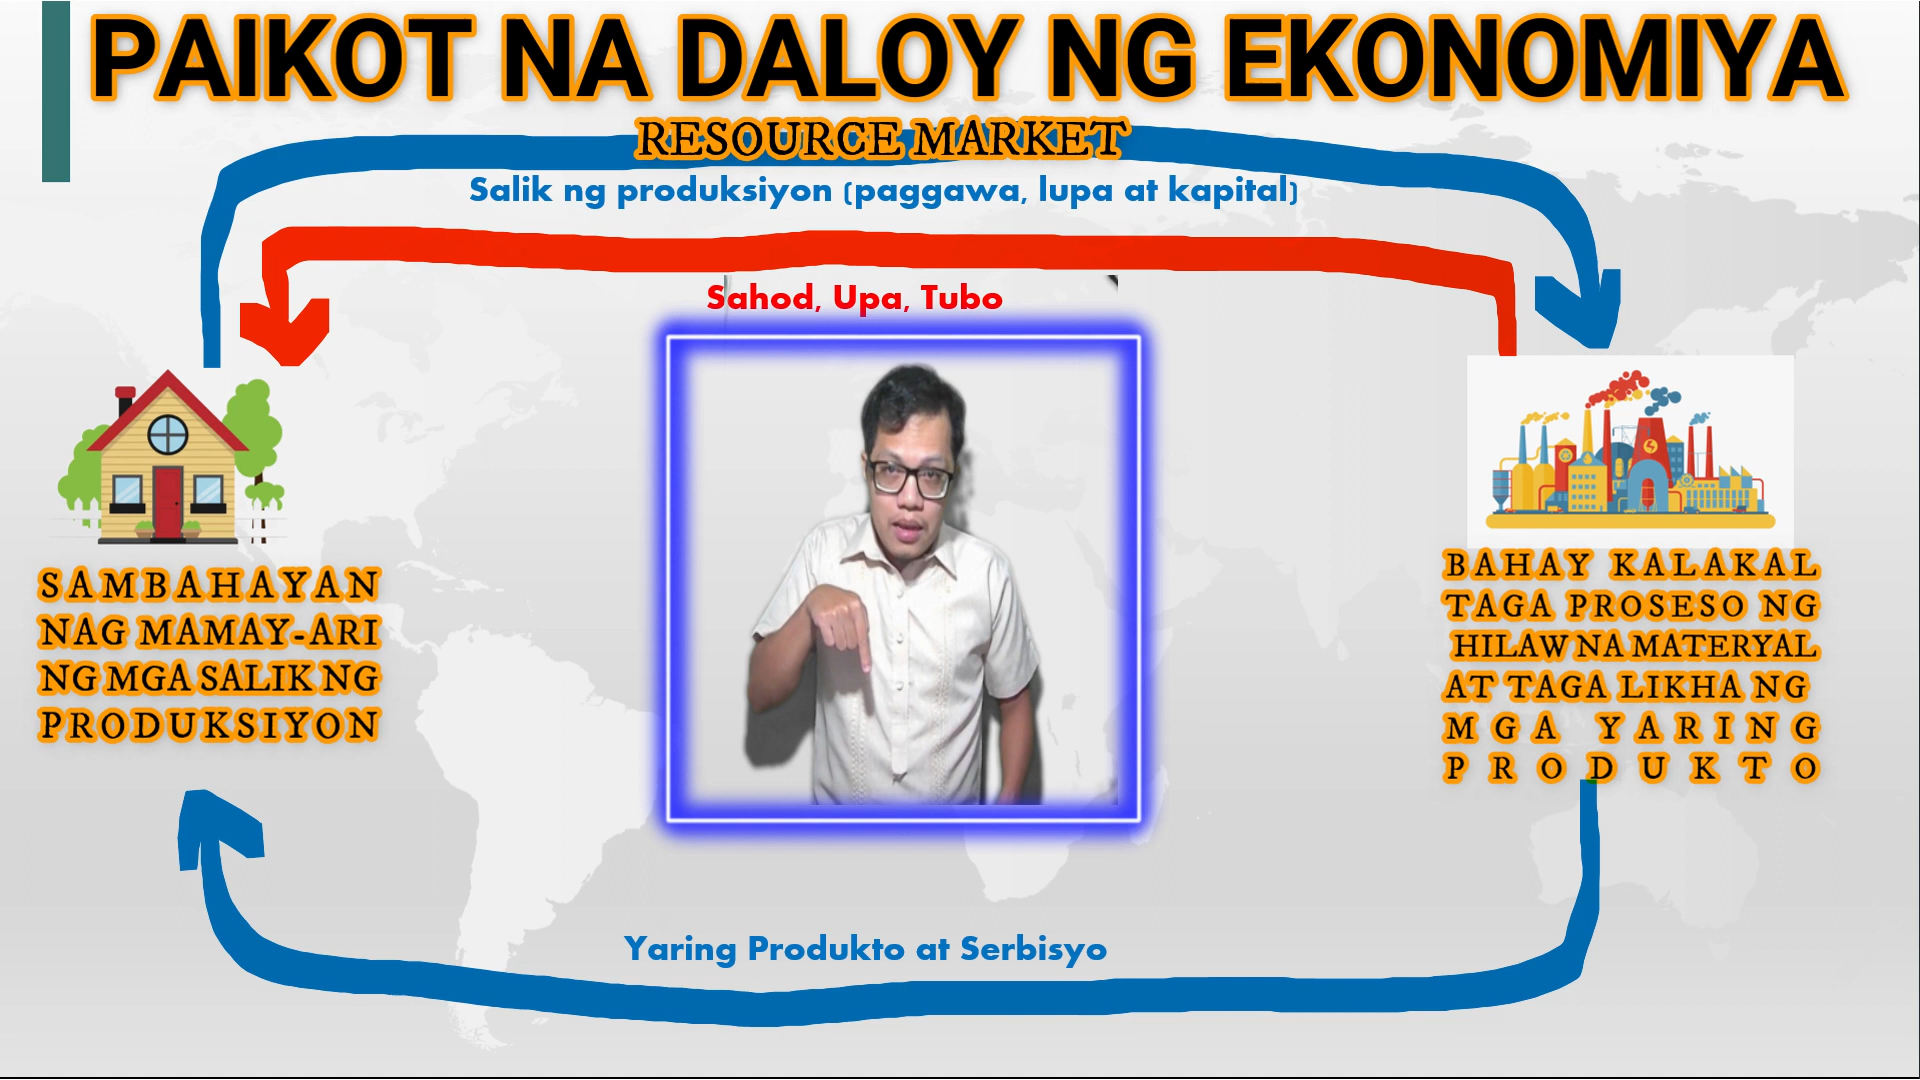 PAIKOT NA DALOY NG EKONOMIYA
RESOURCE MARKET
Salik ng produksiyon (paggawa, lupa at kapital)
Sahod, Upa, Tubo
SAMBAHAYAN
NAG MAMAY-ARI
NG MGA SALIK NG
PRODUKSIYON
BAHAY KALAKAL
TAGA PROSESO NG
HILAW NA MATERYAL
AT TAGA LIKHA NG
MGA YARING
PRODUKTO
Yaring Produkto at Serbisyo